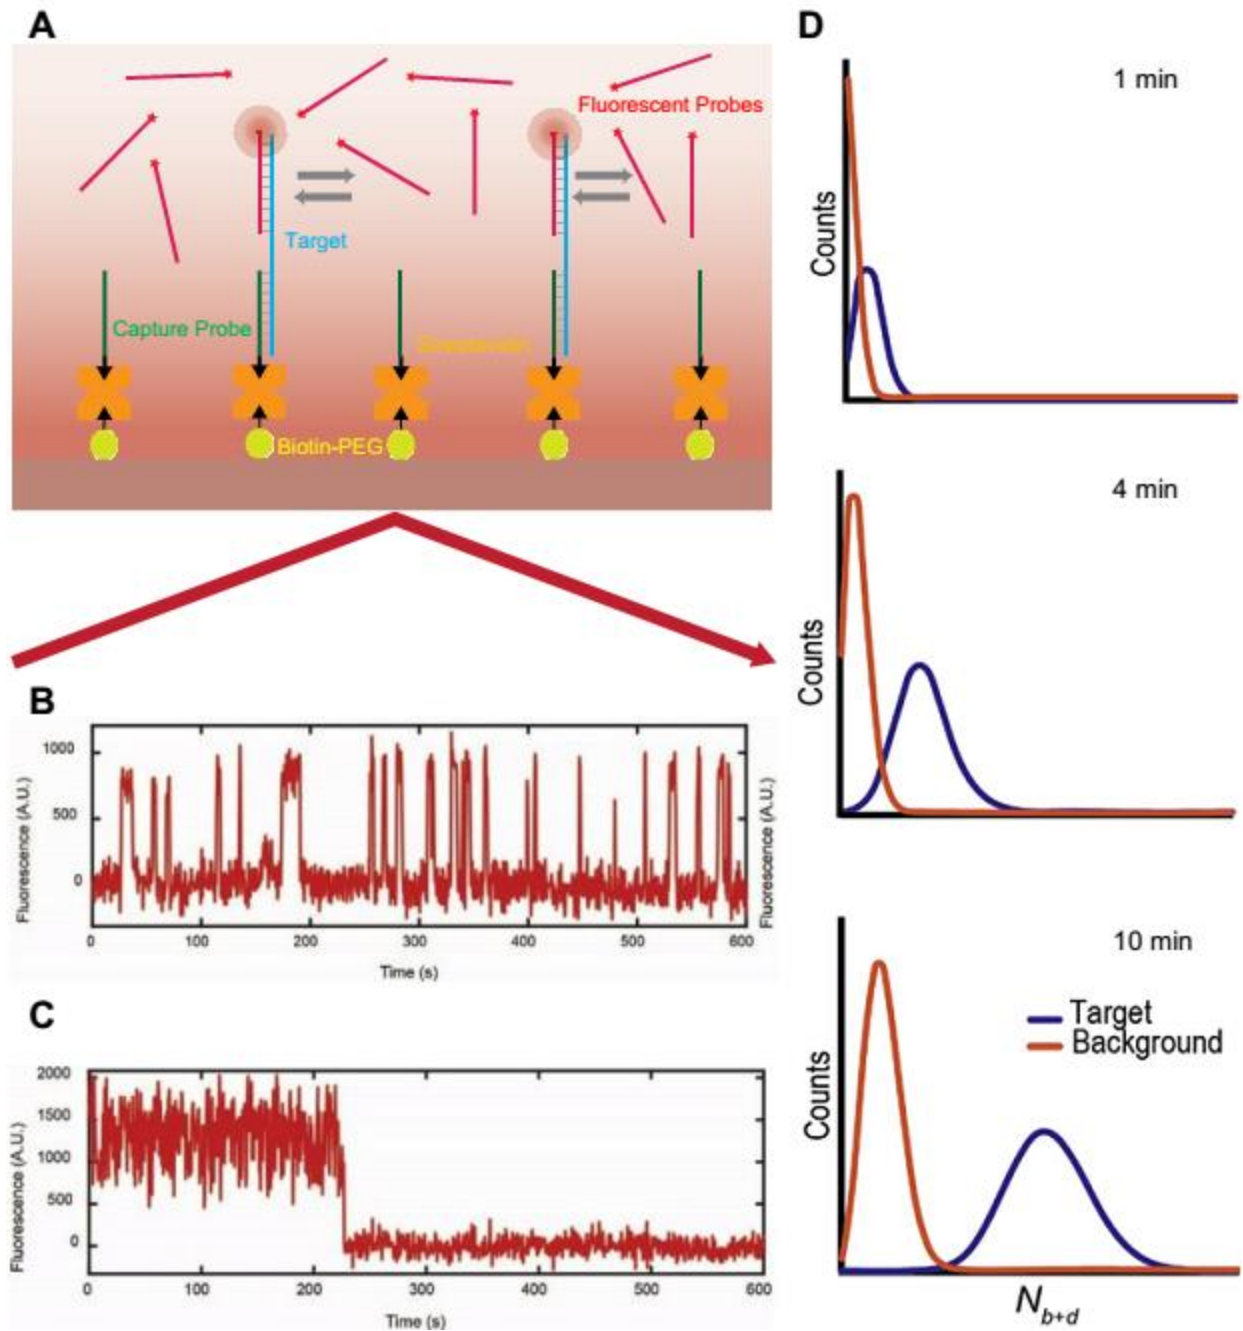 A
Fluorescent Probes
Target
Capture Probe
Biotin-PEG
B
Fluorescence (A.U.)
1000
500
0
0 100 200 300 400 500 600
Time (s)
Fluorescence (A.U.)
C
Fluorescence (A.U.)
2000
1500
1000
500
0
0 100 200 300 400 500 600
Time (s)
D
1 min
Counts
4 min
Counts
10 min
Target
Background
Counts
N b+d